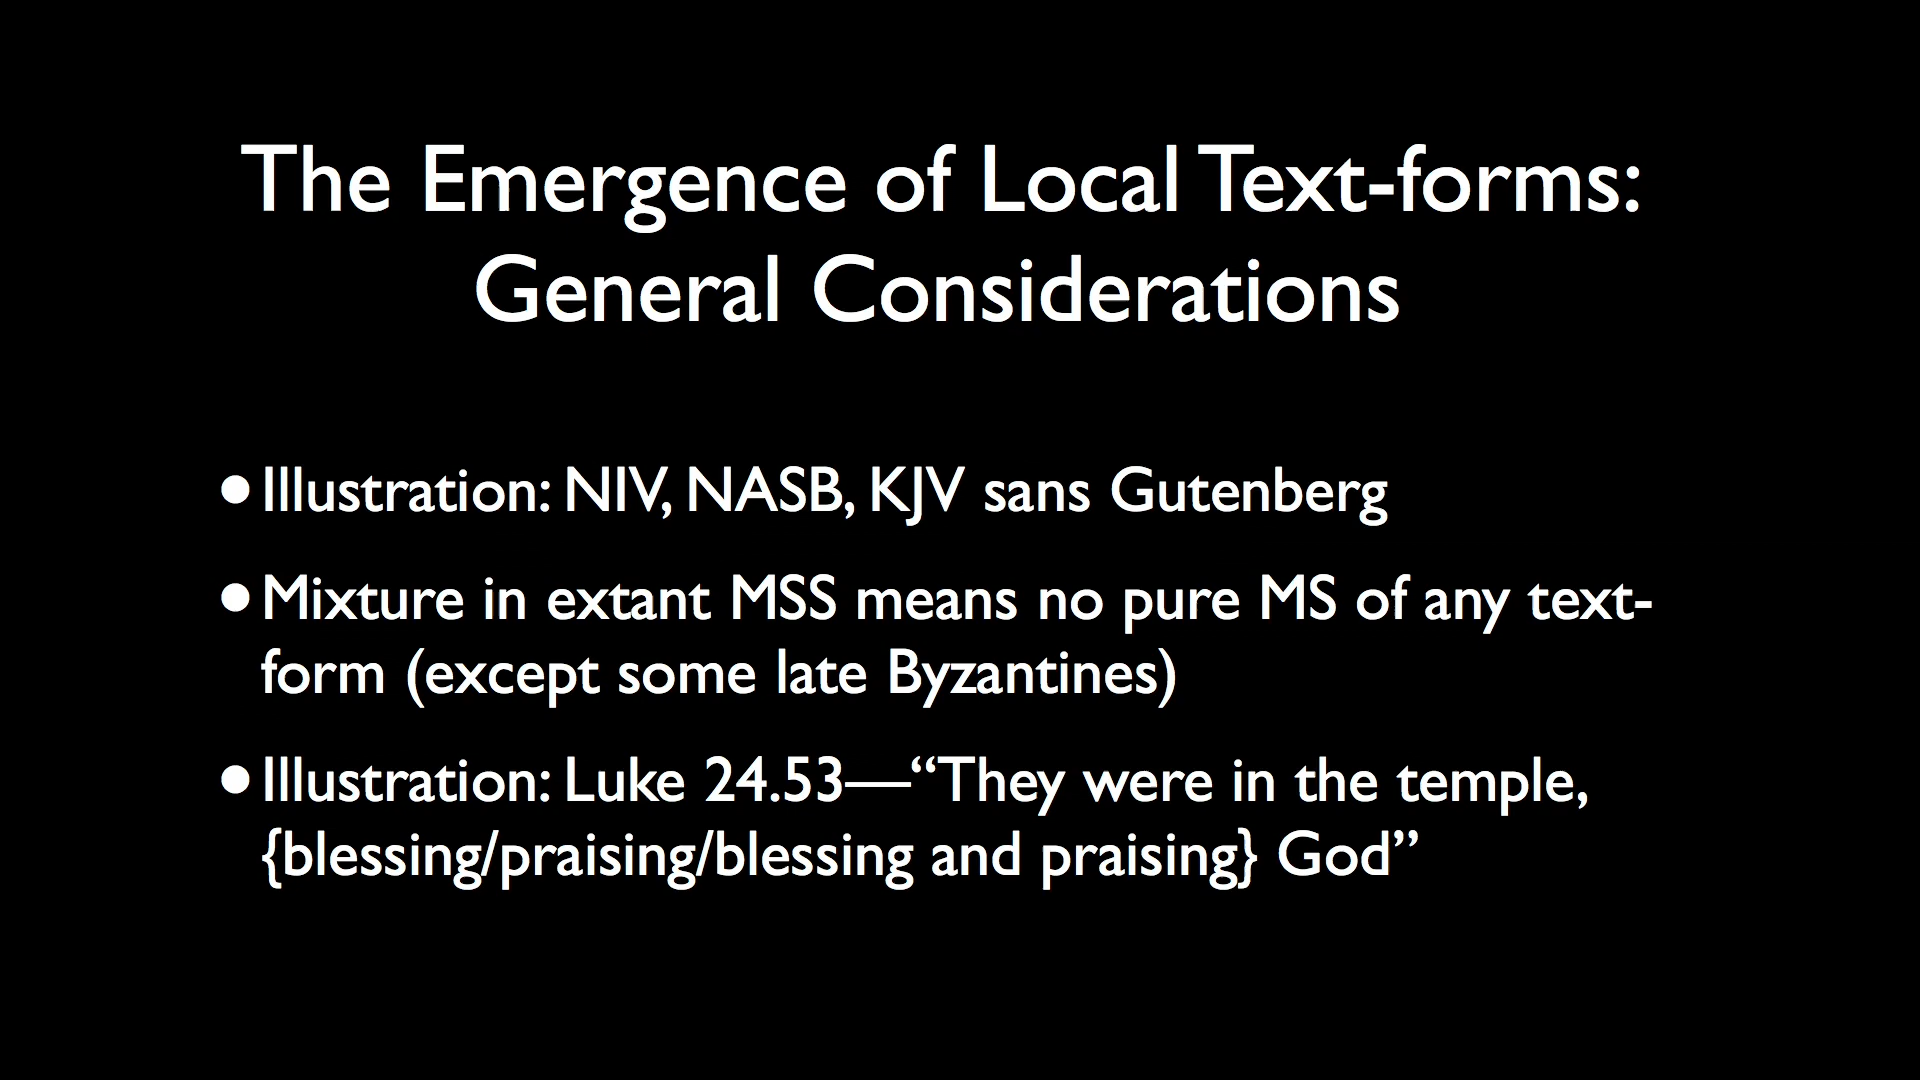 The Emergence of Local Text-forms:
General Considerations
•Illustration: NIV, NASB, KJV sans Gutenberg
•Mixture in extant MSS means no pure MS of any text-
form (except some late Byzantines)
•Illustration: Luke 24.53—“They were in the temple,
{blessing/praising/blessing and praising} God”